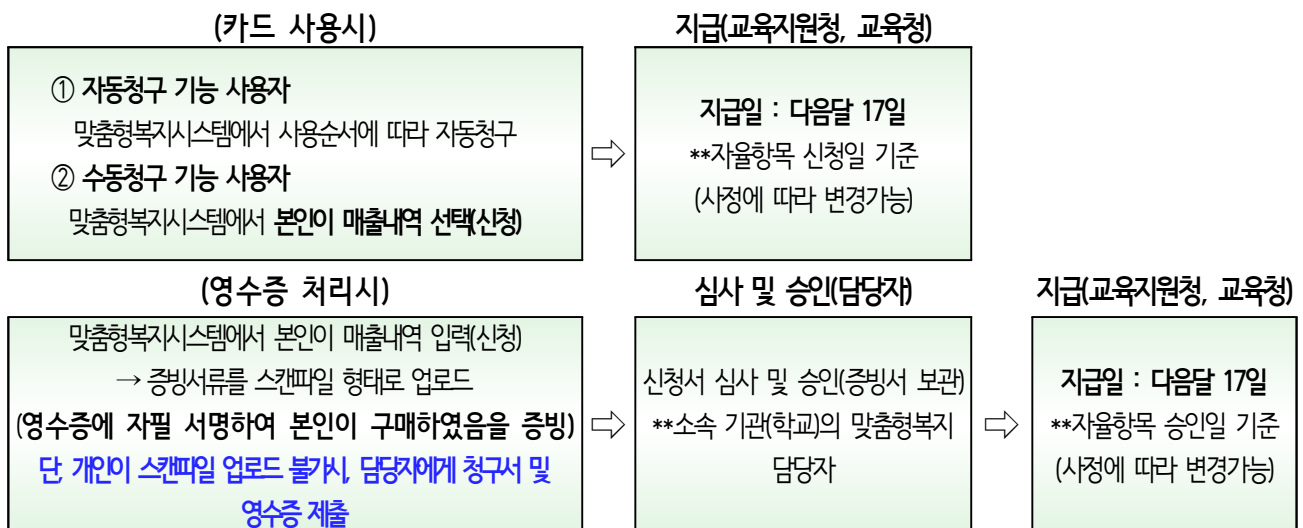 (카드 사용시)
지급(교육지원청, 교육청)
① 자동청구 기능 사용자
맞춤형복지시스템에서 사용순서에 따라 자동청구
② 수동청구 기능 사용자
맞춤형복지시스템에서 본인이 매출내역 선택(신청)
⇨
지급일 : 다음달 17일
**자율항목 신청일 기준
(사정에 따라 변경가능)
(영수증 처리시)
심사 및 승인(담당자)
지급(교육지원청, 교육청)
맞춤형복지시스템에서 본인이 매출내역 입력(신청)
→ 증빙서류를 스캔파일 형태로 업로드
(영수증에 자필 서명하여 본인이 구매하였음을 증빙)
단, 개인이 스캔파일 업로드 불가시, 담당자에게 청구서 및
영수증 제출
⇨
신청서 심사 및 승인(증빙서 보관)
**소속 기관(학교)의 맞춤형복지
담당자
⇨
지급일 : 다음달 17일
**자율항목 승인일 기준
(사정에 따라 변경가능)